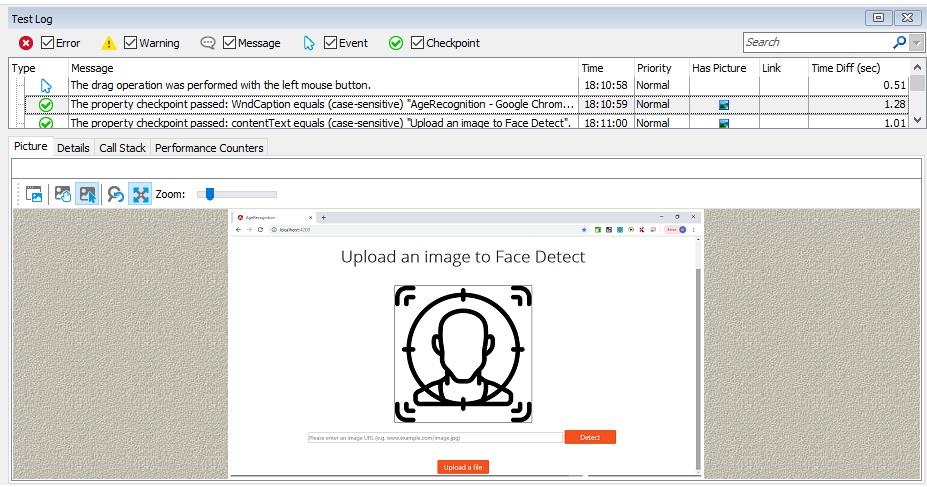 Test Log
Error Warning Message Event Checkpoint Search
Type Message Time Priority Has Picture Link Time Diff (sec)
The drag operation was performed with the left mouse button. 18:10:58 Normal 0.51
The property checkpoint passed: WndCaption equals (case-sensitive) "AgeRecognition - Google Chrom... 18:10:59 Normal 1.28
The property checkpoint passed: contentText equals (case-sensitive) "Upload an image to Face Detect". 18:11:00 Normal 1.01
Picture Details Call Stack Performance Counters
Zoom:
AgeRecognition
localhost:4200
Error
Upload an image to Face Detect
Please enter an image URL (e.g. www.example.com/image.jpg) Detect
Upload a file